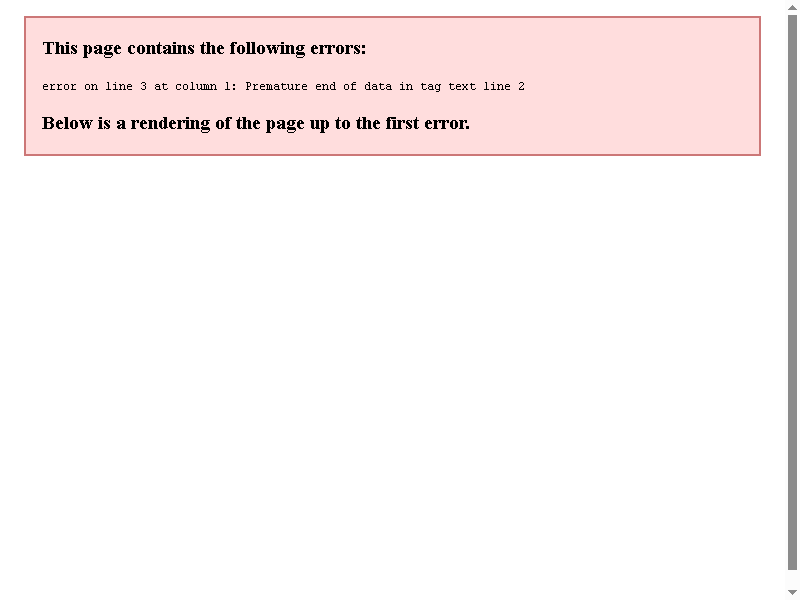 This page contains the following errors:
error on line 3 at column 1: Premature end of data in tag text line 2
Below is a rendering of the page up to the first error.